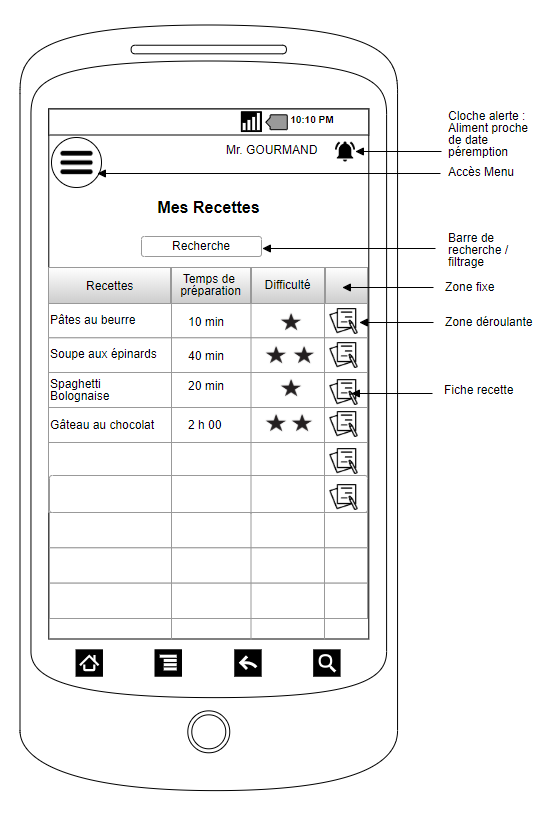 10:10 PM
Mr. GOURMAND
Cloche alerte :
Aliment proche
de date
péremption
Accès Menu
Mes Recettes
Recherche
Barre de
recherche /
filtrage
Recettes
Temps de
préparation
Difficulté
Zone fixe
Pâtes au beurre
10 min
Zone déroulante
Soupe aux épinards
40 min
Spaghetti
Bolognaise
20 min
Fiche recette
Gâteau au chocolat
2 h 00